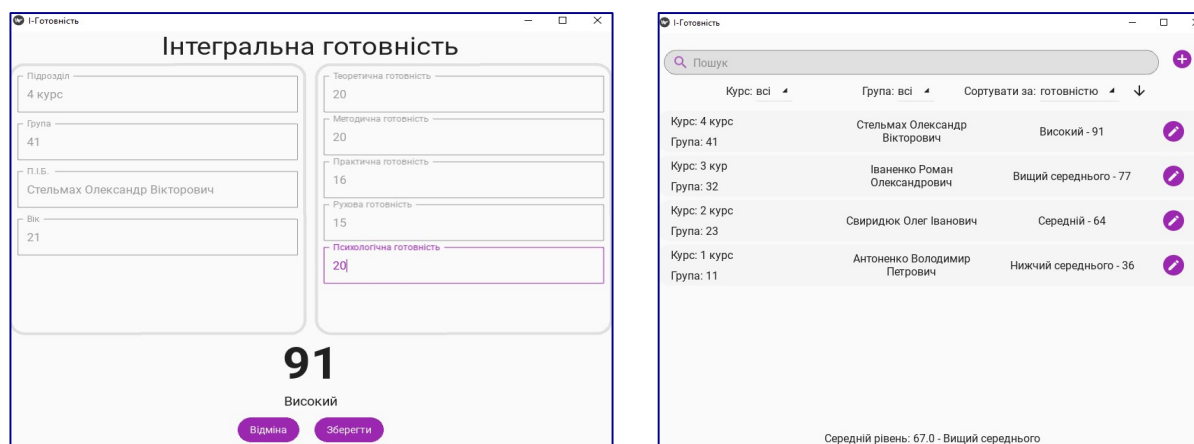 І-Готовність
Інтегральна готовність
Підрозділ
4 курс
Група
41
П.І.Б.
Стельмах Олександр Вікторович
Вік
21
Теоретична готовність
20
Методична готовність
20
Практична готовність
16
Рухова готовність
15
Психологічна готовність
20
91
Високий
Відміна
Зберегти
І-Готовність
Пошук
Курс: всі
Група: всі
Сортувати за: готовністю
Курс: 4 курс
Група: 41
Стельмах Олександр
Вікторович
Високий - 91
Курс: 3 кур
Група: 32
Іваненко Роман
Олександрович
Вищий середнього - 77
Курс: 2 курс
Група: 23
Свиридюк Олег Іванович
Середній - 64
Курс: 1 курс
Група: 11
Антоненко Володимир
Петрович
Нижчий середнього - 36
Середній рівень: 67.0 - Вищий середнього